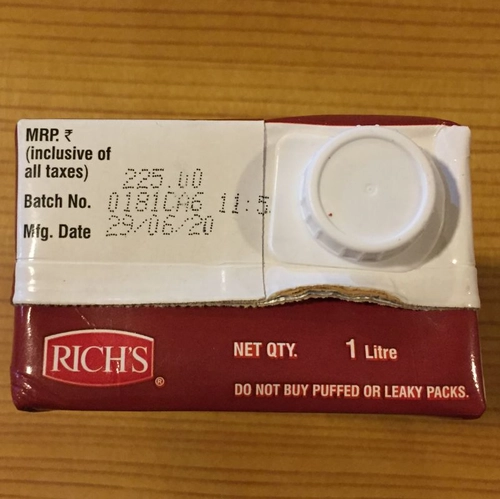 MRP. ₹
(inclusive of
all taxes) 225.00
Batch No. 0181CA6 11:5
Mfg. Date 29/06/20
RICH'S ®
NET QTY. 1 Litre
DO NOT BUY PUFFED OR LEAKY PACKS.